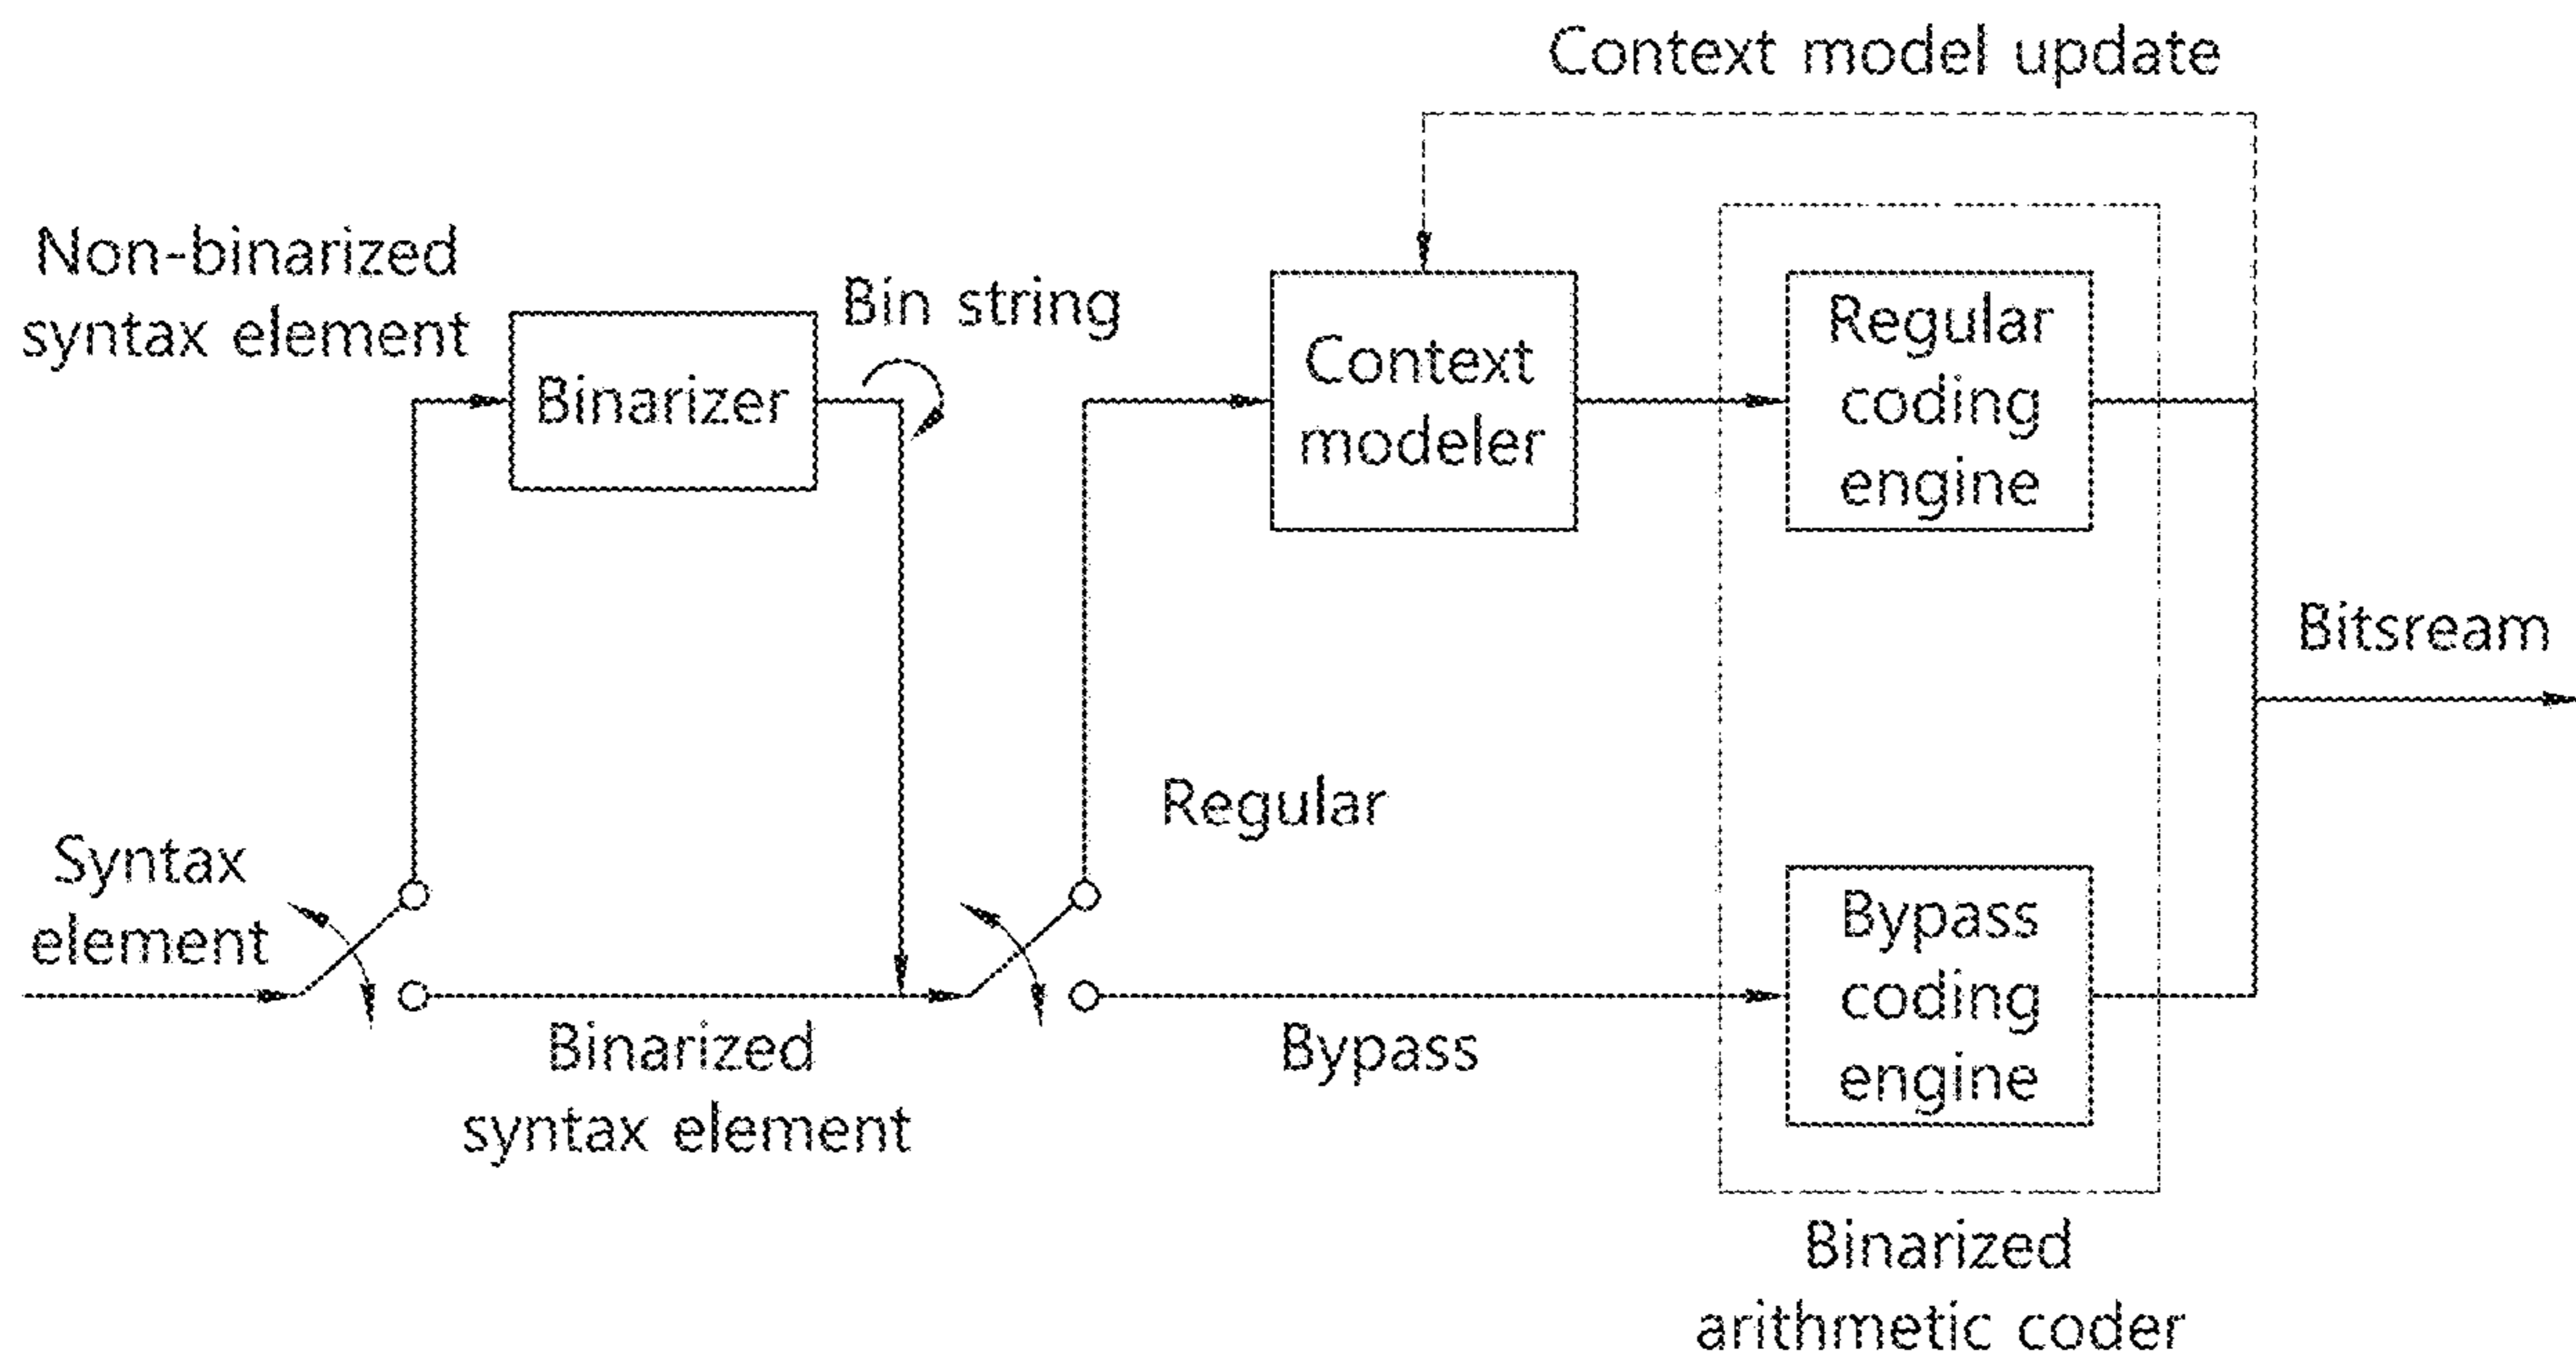 Context model update
Non-binarized
syntax element
Bin string
Binarizer
Context
modeler
Regular
coding
engine
Bitsream
Regular
Syntax
element
Bypass
coding
engine
Binarized
syntax element
Bypass
Binarized
arithmetic coder